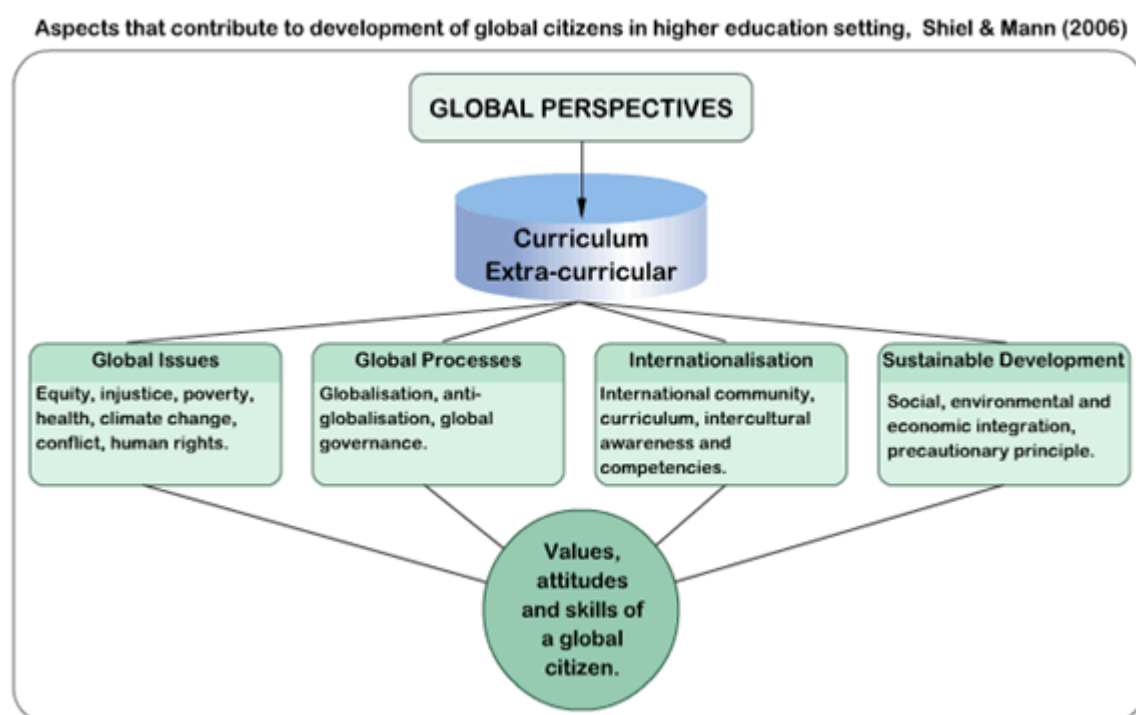 Aspects that contribute to development of global citizens in higher education setting, Shiel & Mann (2006)
GLOBAL PERSPECTIVES
Curriculum
Extra-curricular
Global Issues
Equity, injustice, poverty,
health, climate change,
conflict, human rights.
Global Processes
Globalisation, anti-
globalisation, global
governance.
Internationalisation
International community,
curriculum, intercultural
awareness and
competencies.
Sustainable Development
Social, environmental and
economic integration,
precautionary principle.
Values,
attitudes
and skills of
a global
citizen.